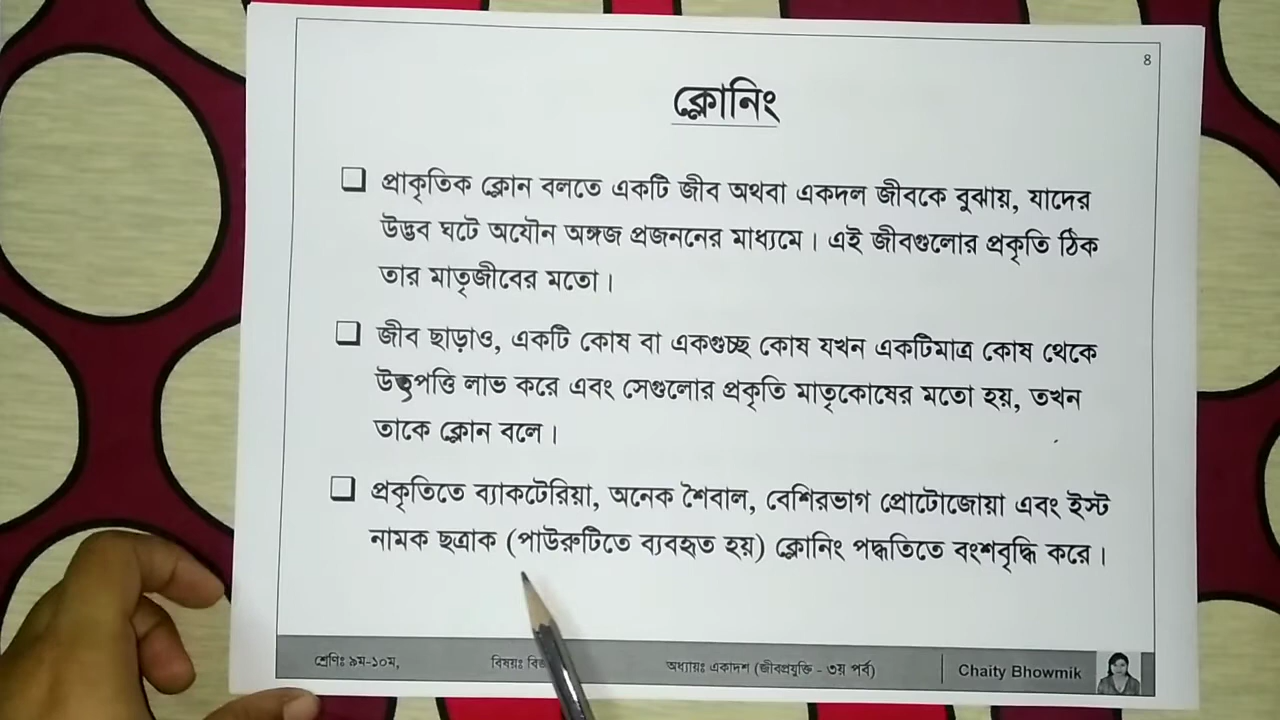 8
ক্লোনিং
❑ প্রাকৃতিক ক্লোন বলতে একটি জীব অথবা একদল জীবকে বুঝায়, যাদের
উদ্ভব ঘটে অযৌন অঙ্গজ প্রজননের মাধ্যমে। এই জীবগুলোর প্রকৃতি ঠিক
তার মাতৃজীবের মতো।
❑ জীব ছাড়াও, একটি কোষ বা একগুচ্ছ কোষ যখন একটিমাত্র কোষ থেকে
পত্তি লাভ করে এবং সেগুলোর প্রকৃতি মাতৃকোষের মতো হয়, তখন
তাকে ক্লোন বলে।
❑ প্রকৃতিতে ব্যাকটেরিয়া, অনেক শৈবাল, বেশিরভাগ প্রোটোজোয়া এবং ইস্ট
নামক ছত্রাক (পাউরুটিতে ব্যবহৃত হয়) ক্লোনিং পদ্ধতিতে বংশবৃদ্ধি করে।
শ্রেণিঃ ৯ম-১০ম, বিষয়ঃ অধ্যায়ঃ একাদশ (জীবপ্রযুক্তি - ৩য় পর্ব) Chaity Bhowmik